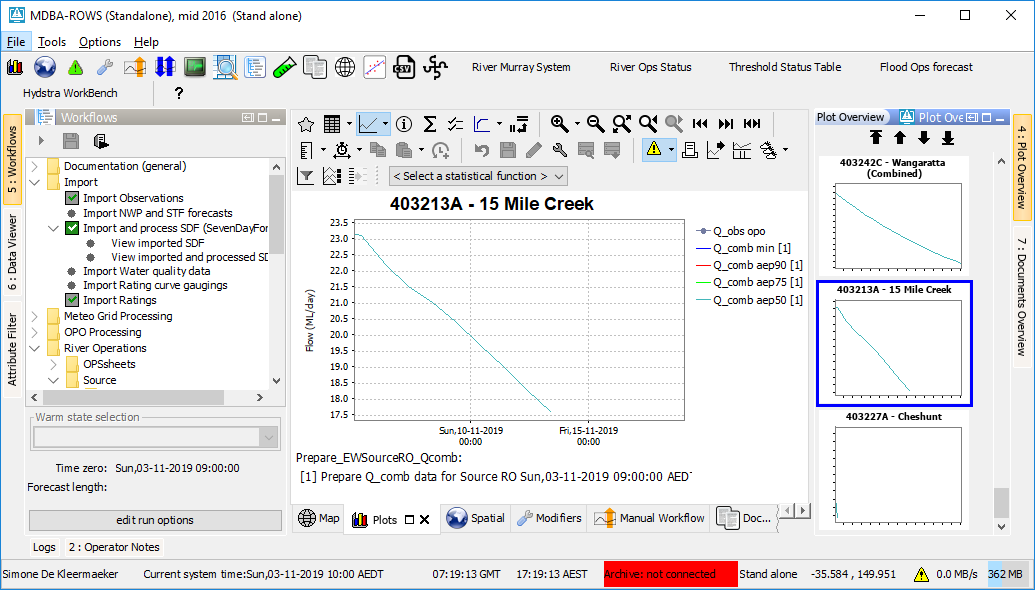 MDBA-ROWS (Standalone), mid 2016  (Stand alone)
File Tools Options Help
River Murray System River Ops Status Threshold Status Table Flood Ops forecast
Hydstra WorkBench ?
5 : Workflows
6 : Data Viewer
Attribute Filter
Workflows
Documentation (general)
Import
Import Observations
Import NWP and STF forecasts
Import and process SDF (SevenDayFor
View imported SDF
View imported and processed SD
Import Water quality data
Import Rating curve gaugings
Import Ratings
Meteo Grid Processing
OPO Processing
River Operations
OPSsheets
Source
Warm state selection
Time zero: Sun,03-11-2019 09:00:00
Forecast length:
edit run options
Logs 2 : Operator Notes
< Select a statistical function >
403213A - 15 Mile Creek
Flow (ML/day)
23.5
23.0
22.5
22.0
21.5
21.0
20.5
20.0
19.5
19.0
18.5
18.0
17.5
Sun,10-11-2019 Fri,15-11-2019
00:00 00:00
Q_obs opo
Q_comb min [1]
Q_comb aep90 [1]
Q_comb aep75 [1]
Q_comb aep50 [1]
Prepare_EWSourceRO_Qcomb:
[1] Prepare Q_comb data for Source RO Sun,03-11-2019 09:00:00 AEDT
Map Plots Spatial Modifiers Manual Workflow Doc...
Plot Overview Plot Ove
403242C - Wangaratta
(Combined)
403213A - 15 Mile Creek
403227A - Cheshunt
4 : Plot Overview
7 : Documents Overview
Simone De Kleermaeker Current system time:Sun,03-11-2019 10:00 AEDT 07:19:13 GMT 17:19:13 AEST Archive: not connected Stand alone -35.584 , 149.951 0.0 MB/s 362 MB